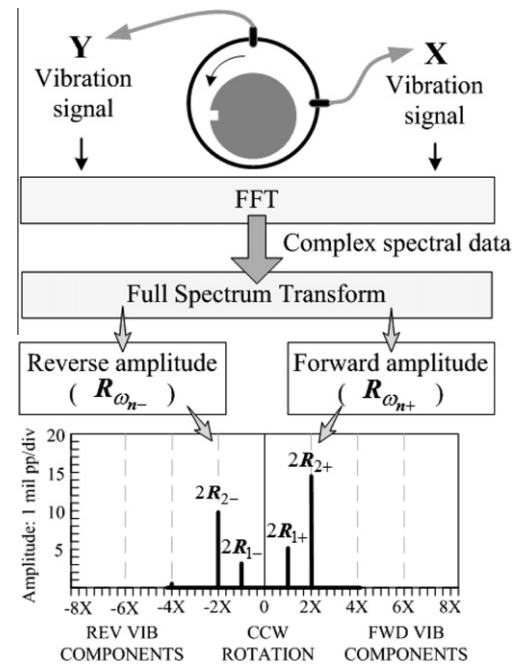 Y
Vibration
signal
X
Vibration
signal
FFT
Complex spectral data
Full Spectrum Transform
Reverse amplitude
( Rωn− )
Forward amplitude
( Rωn+ )
Amplitude: 1 mil pp/div
20
15
10
5
2R2−
2R1−
2R1+
2R2+
-8X -6X -4X -2X 0 2X 4X 6X 8X
REV VIB
COMPONENTS
CCW
ROTATION
FWD VIB
COMPONENTS